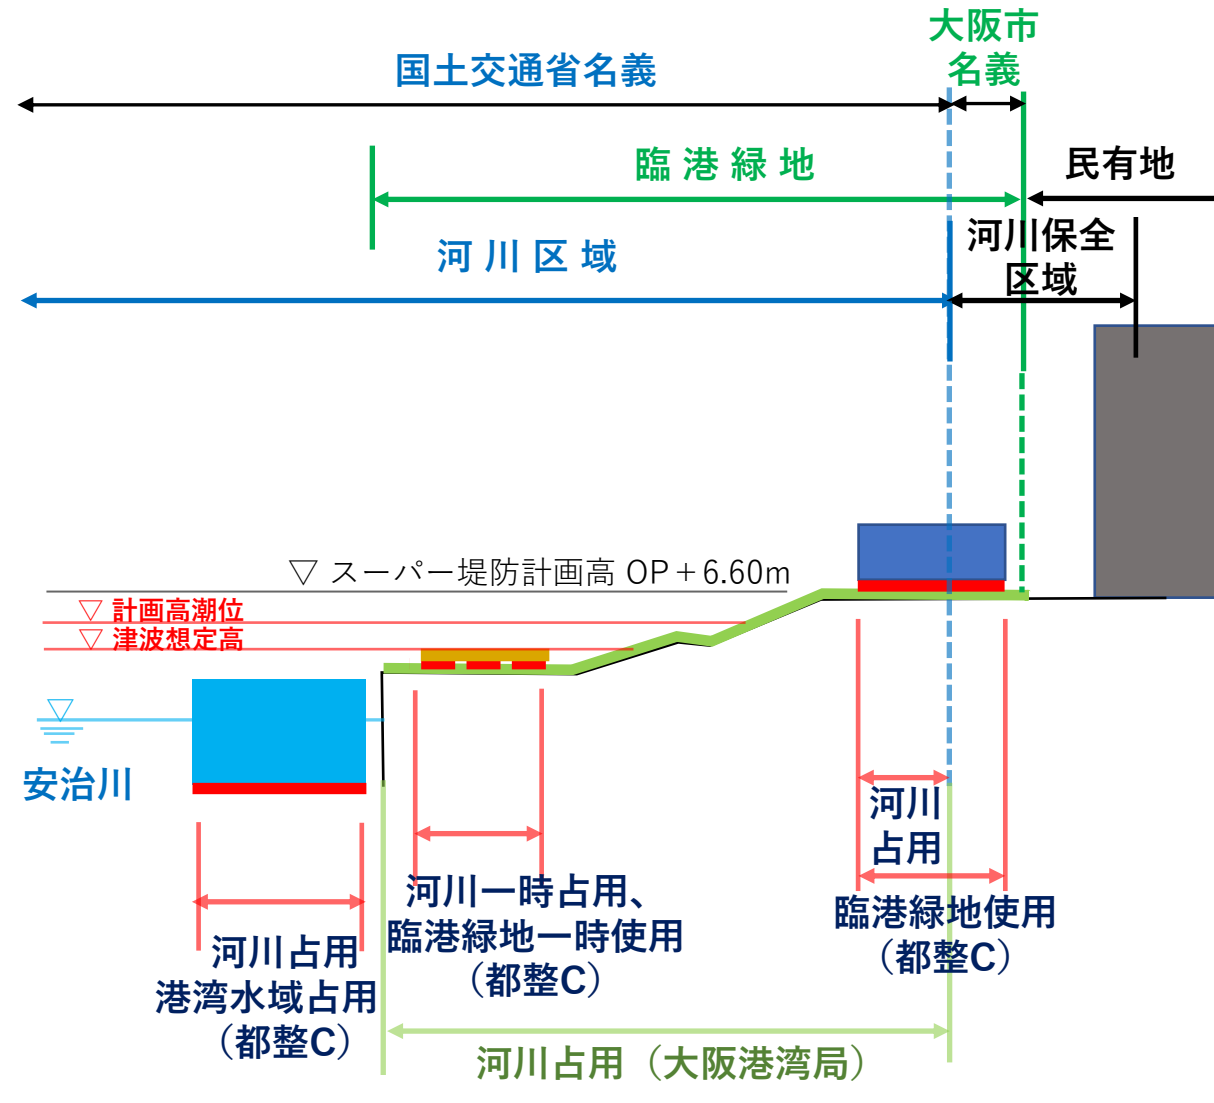 大阪市
名義
国土交通省名義
臨港緑地
民有地
河川保全
区域
河川区域
▽ スーパー堤防計画高 OP＋6.60m
▽ 計画高潮位
▽ 津波想定高
▽
安治川
河川
占用
河川一時占用、
臨港緑地一時使用
（都整C）
臨港緑地使用
（都整C）
河川占用
港湾水域占用
（都整C）
河川占用（大阪港湾局）